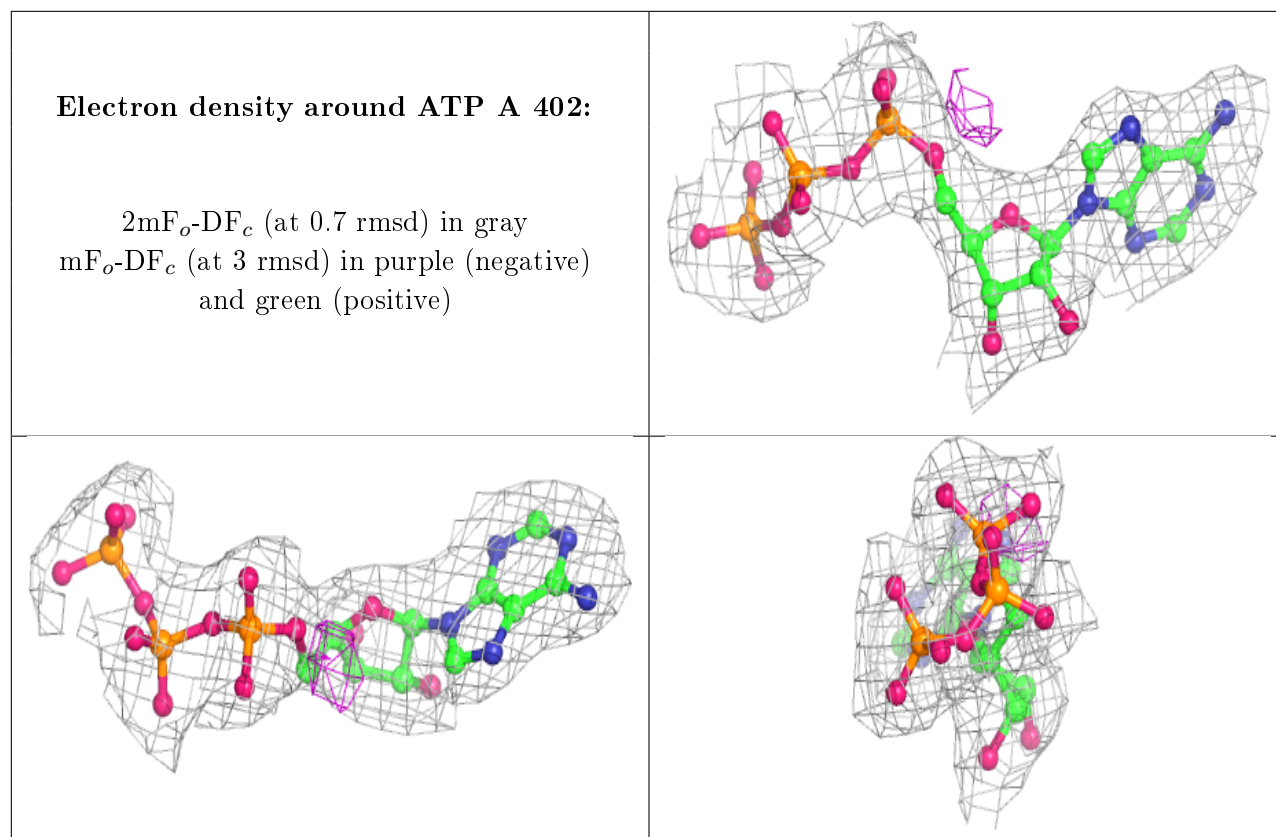 Electron density around ATP A 402:
2mFo-DFc (at 0.7 rmsd) in gray
mFo-DFc (at 3 rmsd) in purple (negative)
and green (positive)